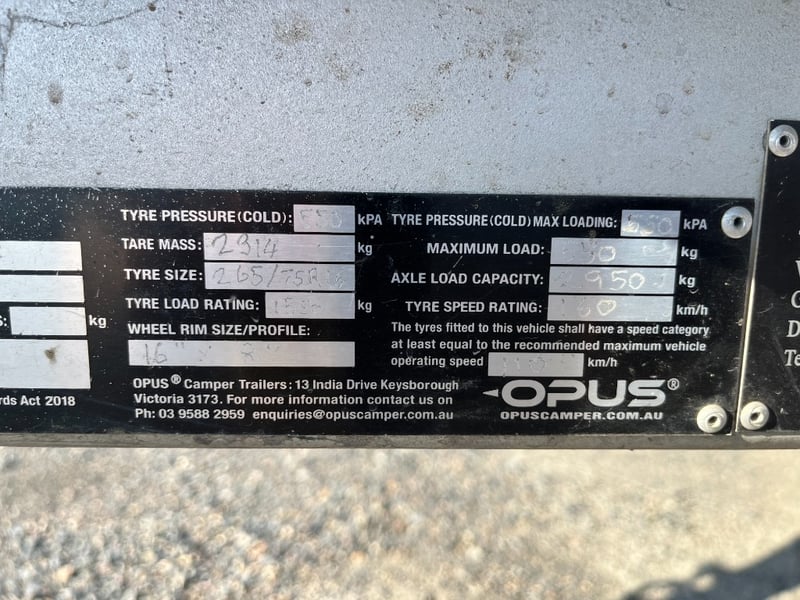 TYRE PRESSURE(COLD): 550 kPA
TARE MASS: 2314 kg
TYRE SIZE: 265/75R16
TYRE LOAD RATING: kg
WHEEL RIM SIZE/PROFILE:
16"
TYRE PRESSURE(COLD) MAX LOADING: 550 kPA
MAXIMUM LOAD: kg
AXLE LOAD CAPACITY: kg
TYRE SPEED RATING: km/h
The tyres fitted to this vehicle shall have a speed category
at least equal to the recommended maximum vehicle
operating speed km/h
OPUS® Camper Trailers: 13 India Drive Keysborough
Victoria 3173. For more information contact us on
Ph: 03 9588 2959 enquiries@opuscamper.com.au
OPUS®
OPUSCAMPER.COM.AU
kg
Act 2018